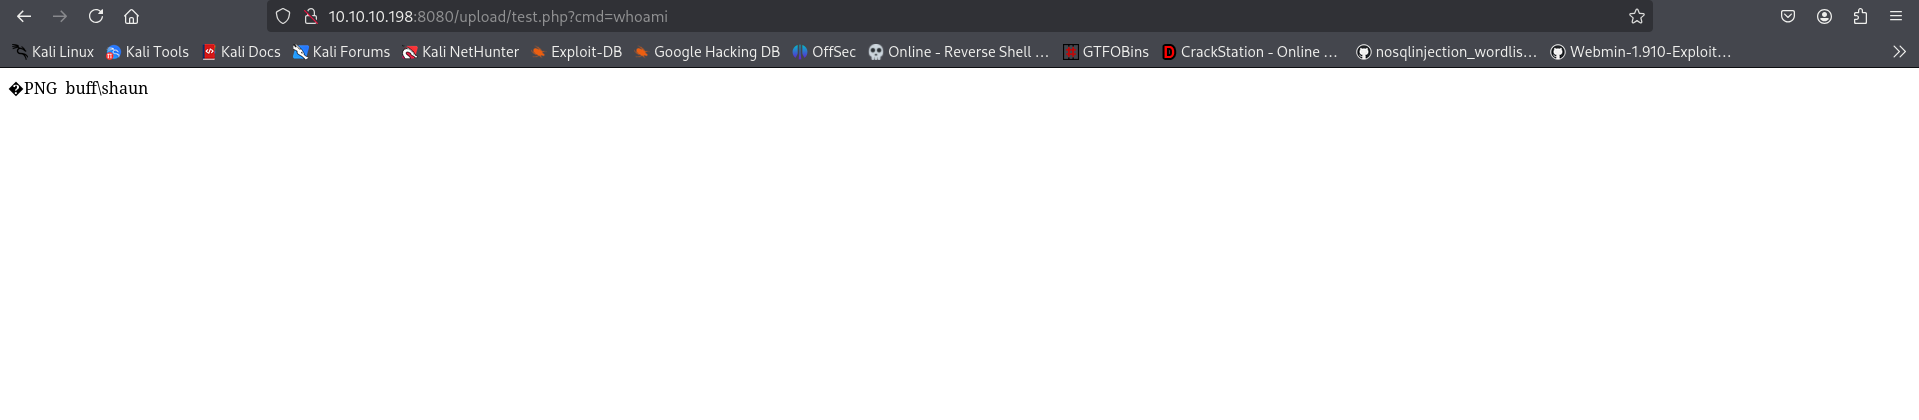 10.10.10.198:8080/upload/test.php?cmd=whoami
Kali Linux Kali Tools Kali Docs Kali Forums Kali NetHunter Exploit-DB Google Hacking DB OffSec Online - Reverse Shell ... GTFOBins CrackStation - Online ... nosqlinjection_wordlis... Webmin-1.910-Exploit...
�PNG buff\shaun